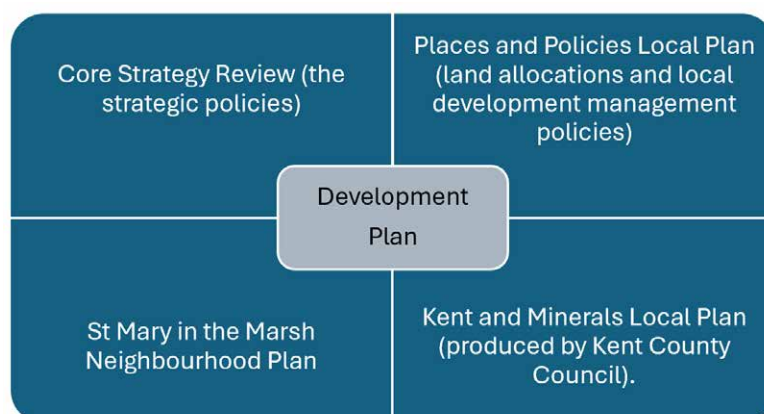 Core Strategy Review (the
strategic policies)
Places and Policies Local Plan
(land allocations and local
development management
policies)
Development
Plan
St Mary in the Marsh
Neighbourhood Plan
Kent and Minerals Local Plan
(produced by Kent County
Council).